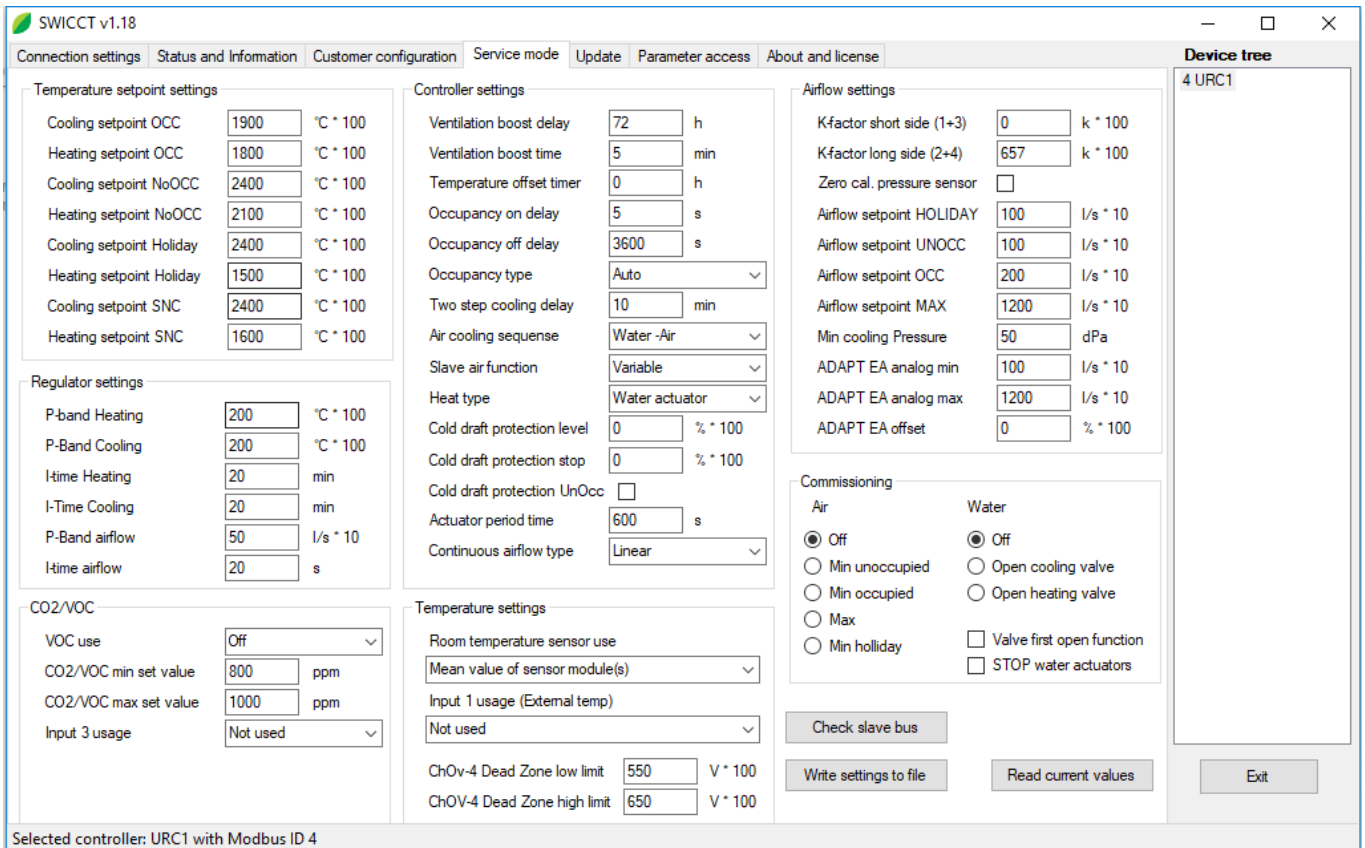 SWICCT v1.18
Connection settings Status and Information Customer configuration Service mode Update Parameter access About and license
Device tree
4 URC1
Temperature setpoint settings
Cooling setpoint OCC 1900 °C * 100
Heating setpoint OCC 1800 °C * 100
Cooling setpoint NoOCC 2400 °C * 100
Heating setpoint NoOCC 2100 °C * 100
Cooling setpoint Holiday 2400 °C * 100
Heating setpoint Holiday 1500 °C * 100
Cooling setpoint SNC 2400 °C * 100
Heating setpoint SNC 1600 °C * 100
Regulator settings
P-band Heating 200 °C * 100
P-Band Cooling 200 °C * 100
I-time Heating 20 min
I-Time Cooling 20 min
P-Band airflow 50 l/s * 10
I-time airflow 20 s
CO2/VOC
VOC use Off
CO2/VOC min set value 800 ppm
CO2/VOC max set value 1000 ppm
Input 3 usage Not used
Controller settings
Ventilation boost delay 72 h
Ventilation boost time 5 min
Temperature offset timer 0 h
Occupancy on delay 5 s
Occupancy off delay 3600 s
Occupancy type Auto
Two step cooling delay 10 min
Air cooling sequense Water -Air
Slave air function Variable
Heat type Water actuator
Cold draft protection level 0 % * 100
Cold draft protection stop 0 % * 100
Cold draft protection UnOcc
Actuator period time 600 s
Continuous airflow type Linear
Temperature settings
Room temperature sensor use
Mean value of sensor module(s)
Input 1 usage (External temp)
Not used
ChOv-4 Dead Zone low limit 550 V * 100
ChOV-4 Dead Zone high limit 650 V * 100
Airflow settings
K-factor short side (1+3) 0 k * 100
K-factor long side (2+4) 657 k * 100
Zero cal. pressure sensor
Airflow setpoint HOLIDAY 100 l/s * 10
Airflow setpoint UNOCC 100 l/s * 10
Airflow setpoint OCC 200 l/s * 10
Airflow setpoint MAX 1200 l/s * 10
Min cooling Pressure 50 dPa
ADAPT EA analog min 100 l/s * 10
ADAPT EA analog max 1200 l/s * 10
ADAPT EA offset 0 % * 100
Commissioning
Air Water
Off Off
Min unoccupied Open cooling valve
Min occupied Open heating valve
Max
Min holliday Valve first open function
STOP water actuators
Check slave bus
Write settings to file Read current values Exit
Selected controller: URC1 with Modbus ID 4